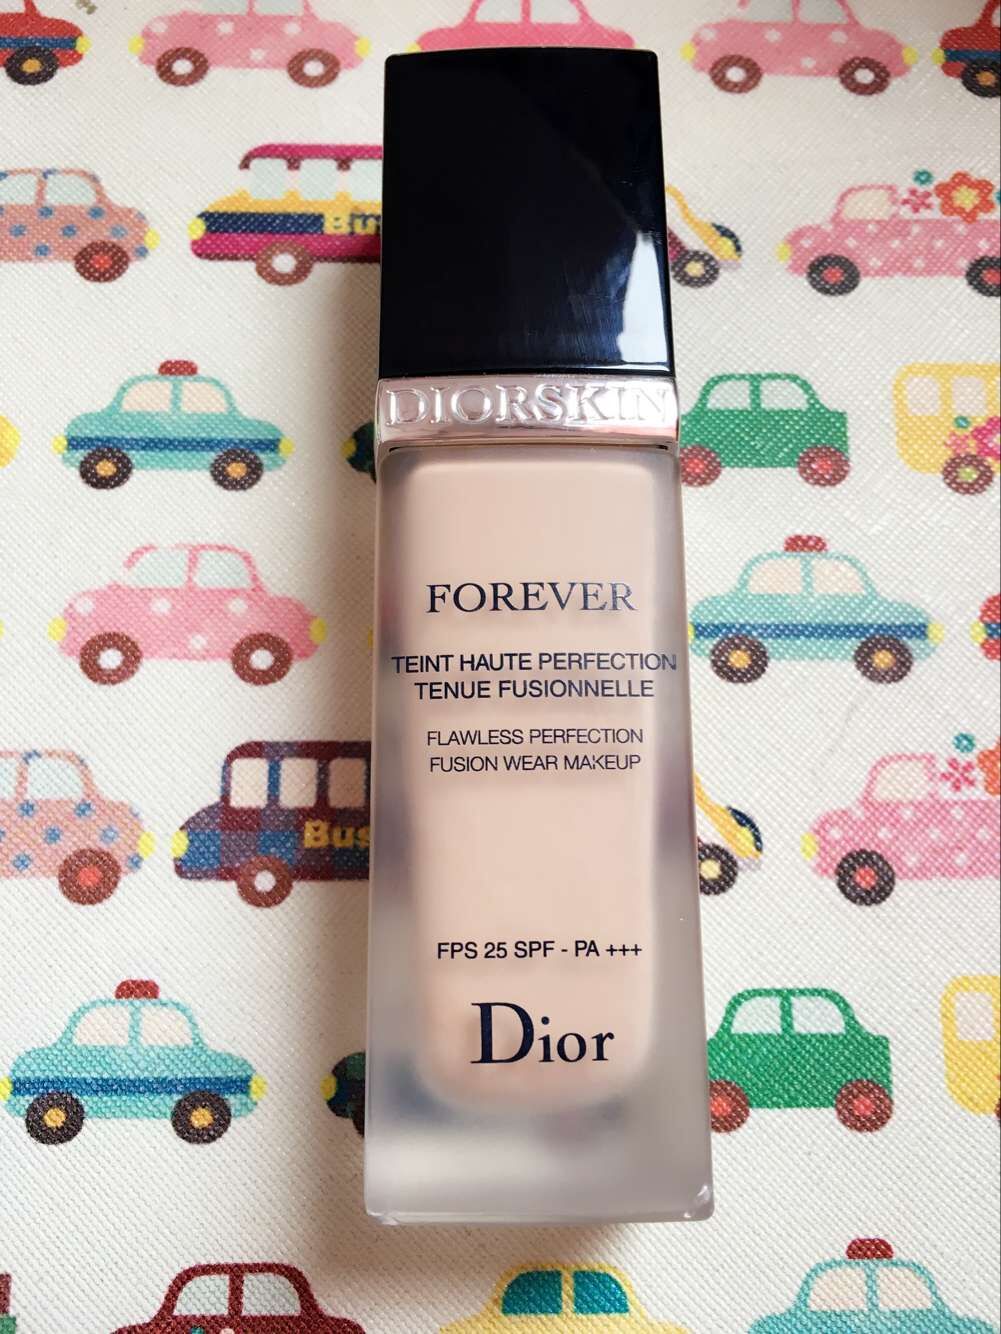 Bus
DIORSKIN
FOREVER
TEINT HAUTE PERFECTION
TENUE FUSIONNELLE
FLAWLESS PERFECTION
FUSION WEAR MAKEUP
Bus
FPS 25 SPF - PA +++
Dior